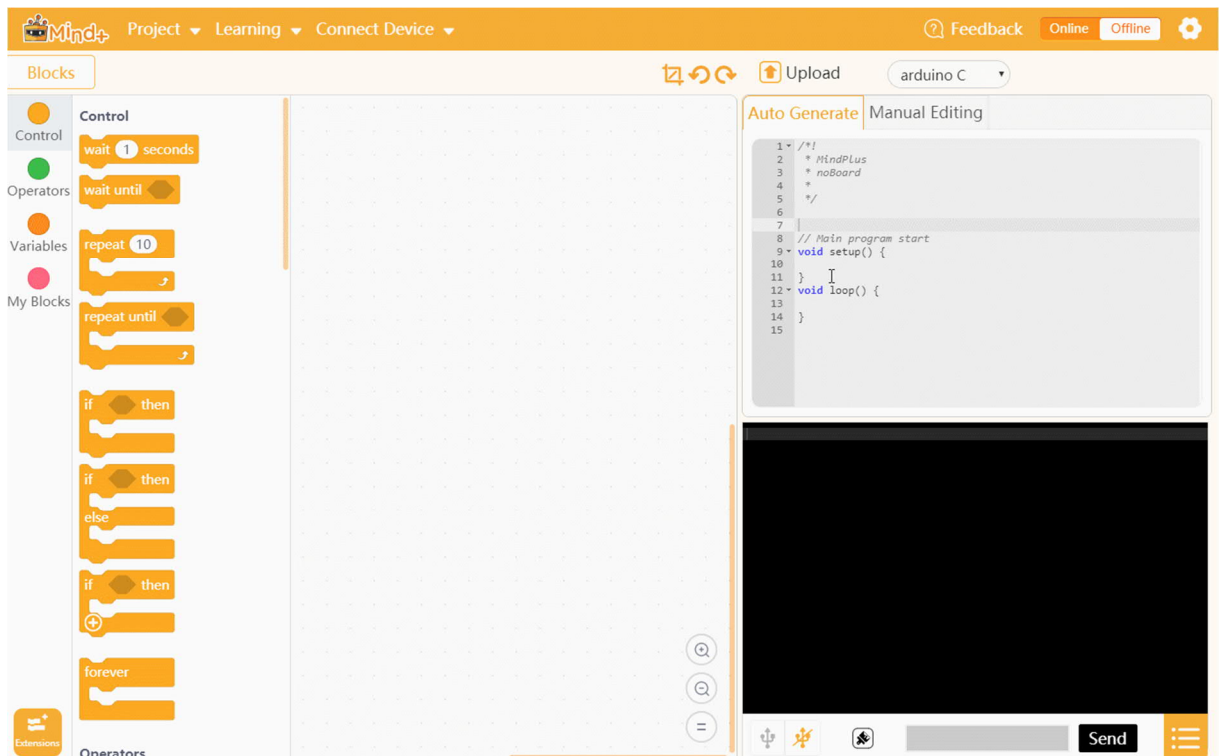 Mind+ Project Learning Connect Device Feedback Online Offline
Blocks Upload arduino C
Control
Operators
Variables
My Blocks
Extensions
Control
wait 1 seconds
wait until
repeat 10
repeat until
if then
if then
else
if then
forever
Operators
Auto Generate Manual Editing
1 /*!
2 * MindPlus
3 * noBoard
4 *
5 */
6
7
8 // Main program start
9 void setup() {
10
11 }
12 void loop() {
13
14 }
15
Send